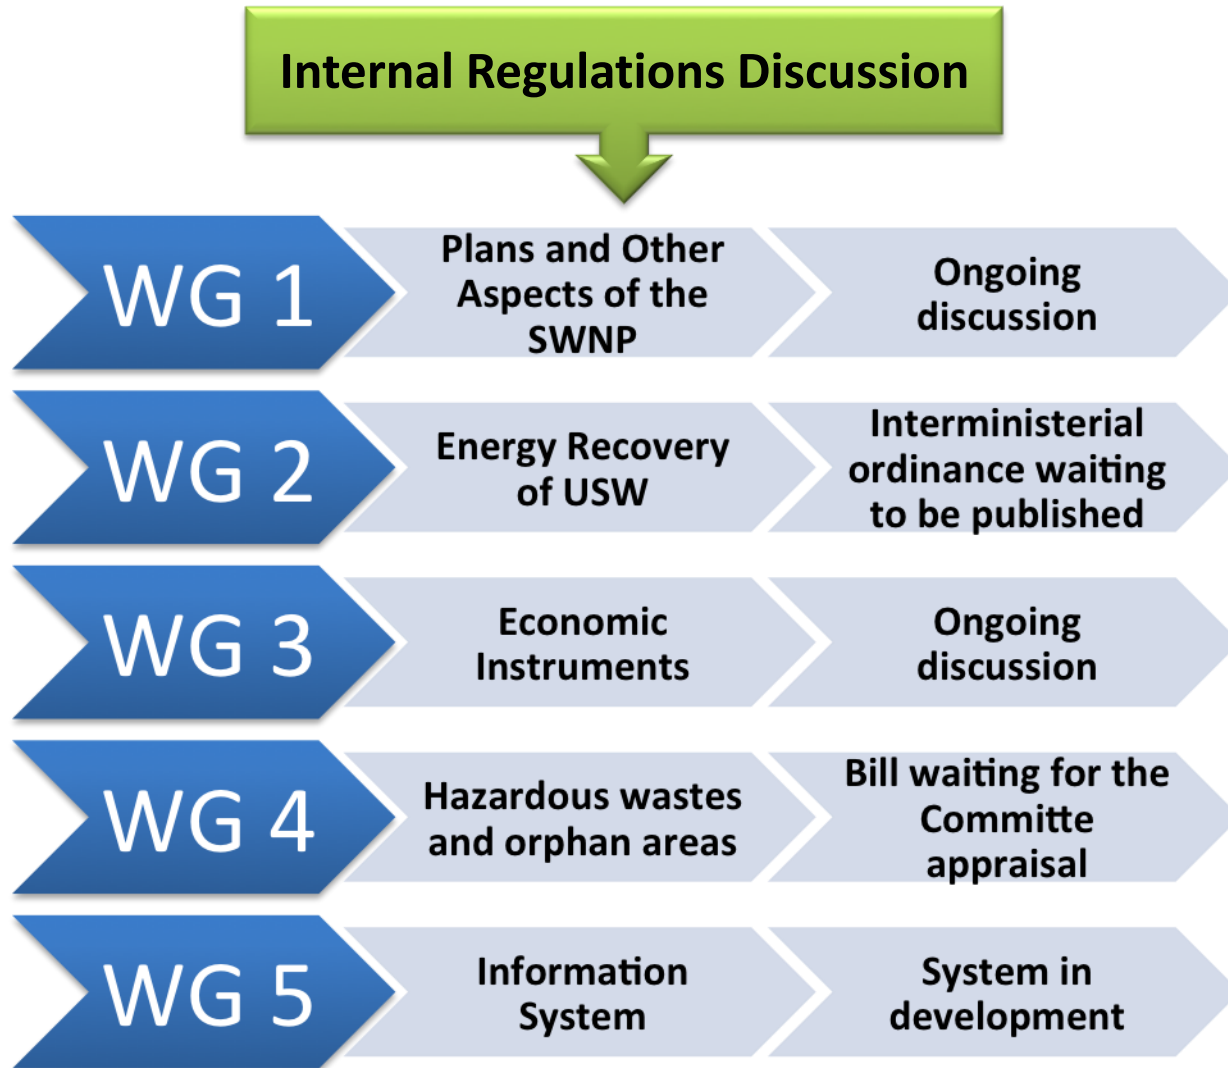 Internal Regulations Discussion
WG 1
Plans and Other
Aspects of the
SWNP
Ongoing
discussion
WG 2
Energy Recovery
of USW
Interministerial
ordinance waiting
to be published
WG 3
Economic
Instruments
Ongoing
discussion
WG 4
Hazardous wastes
and orphan areas
Bill waiting for the
Committe
appraisal
WG 5
Information
System
System in
development